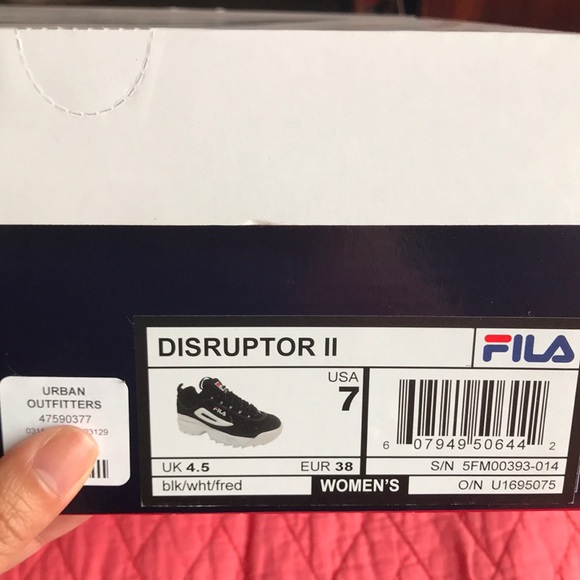 DISRUPTOR II
FILA
USA
7
UK 4.5
EUR 38
blk/wht/fred
WOMEN'S
6 07949 50644 2
S/N 5FM00393-014
O/N U1695075
URBAN
OUTFITTERS
47590377